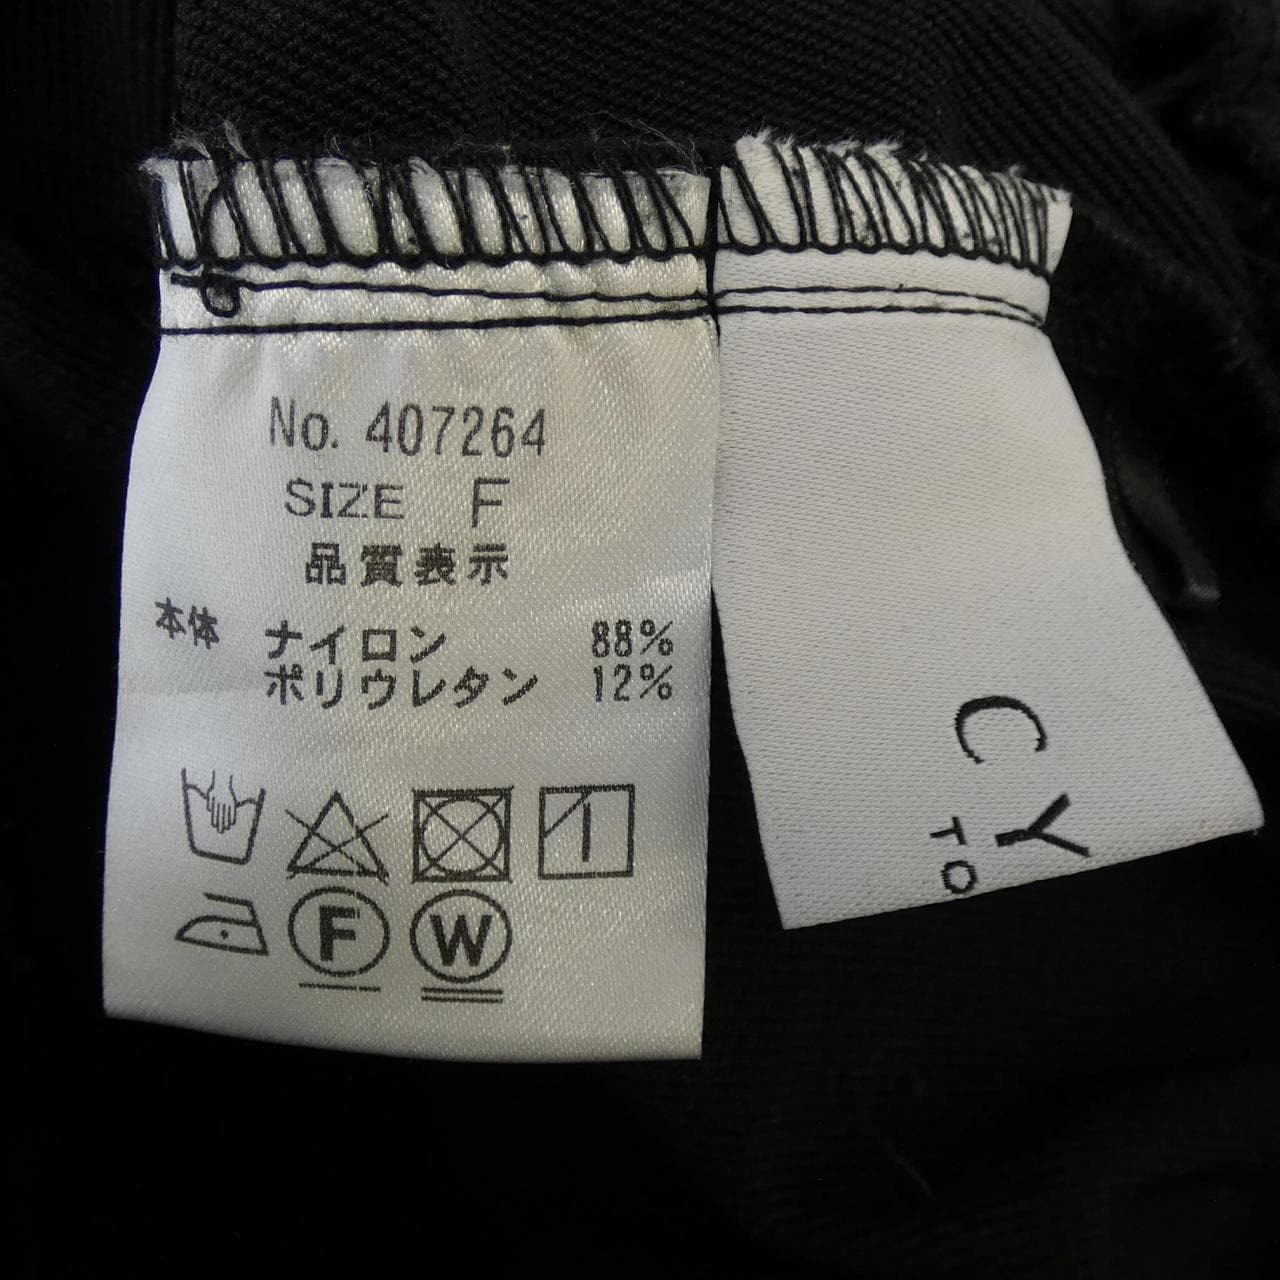 No. 407264
SIZE F
品質表示
本体 ナイロン 88%
ポリウレタン 12%
F
W
CY
TO